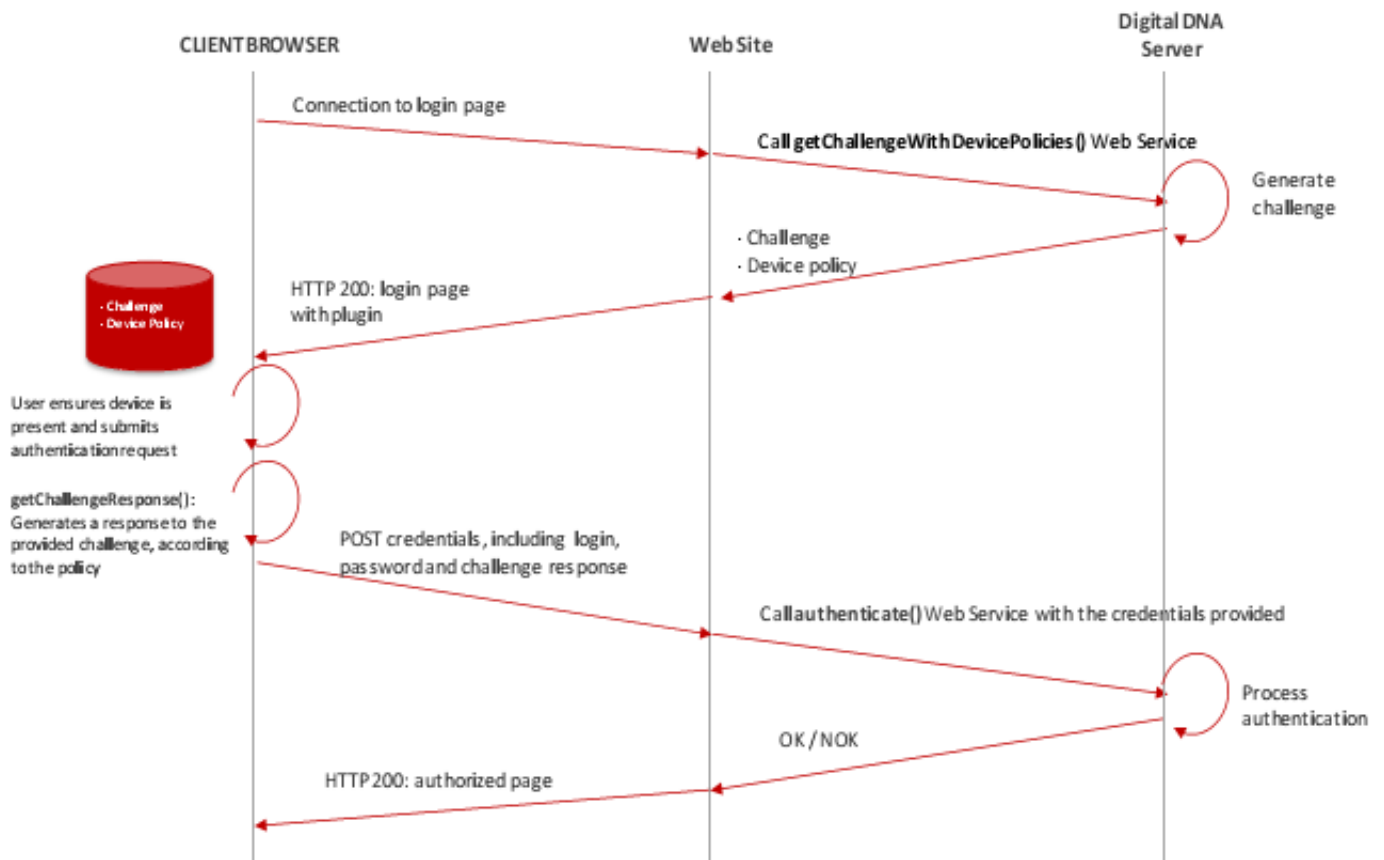 CLIENT BROWSER
Web Site
Digital DNA
Server
Connection to login page
Call getChallengeWithDevicePolicies() Web Service
Generate
challenge
· Challenge
· Device policy
HTTP 200: login page
with plugin
- Challenge
- Device Policy
User ensures device is
present and submits
authentication request
getChallengeResponse():
Generates a response to the
provided challenge, according
to the policy
POST credentials, including login,
password and challenge response
Call authenticate() Web Service with the credentials provided
Process
authentication
OK / NOK
HTTP 200: authorized page